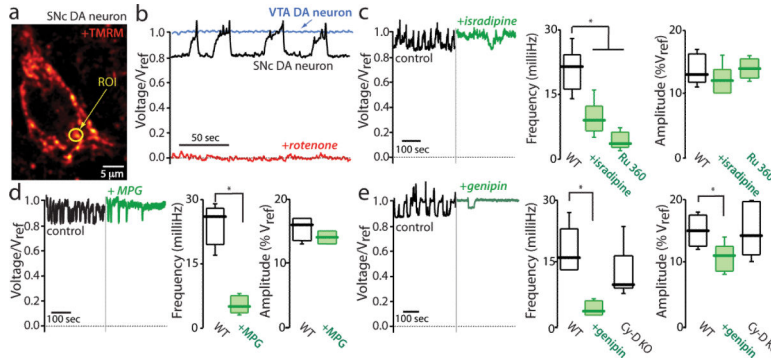 a
SNc DA neuron
+TMRM
ROI
5 µm
b
Voltage/Vref
1.0
0.8
0.6
0.4
0.2
0.0
VTA DA neuron
SNc DA neuron
50 sec
+rotenone
c
Voltage/Vref
1.0
0.8
0.6
0.4
0.2
0.0
+isradipine
control
100 sec
Frequency (milliHz)
30
15
0
*
WT
+isradipine
Ru 360
Amplitude (%Vref)
20
10
0
WT
+isradipine
Ru 360
d
Voltage/Vref
1.0
0.8
0.6
0.4
0.2
0.0
+ MPG
control
100 sec
Frequency (milliHz)
30
15
0
*
WT
+MPG
Amplitude (% Vref)
20
10
0
WT
+MPG
e
Voltage/Vref
1.0
0.8
0.6
0.4
0.2
0.0
+genipin
control
100 sec
Frequency (milliHz)
30
15
0
*
WT
+genipin
Cy-D KO
Amplitude (% Vref)
20
10
0
*
WT
+genipin
Cy-D KO